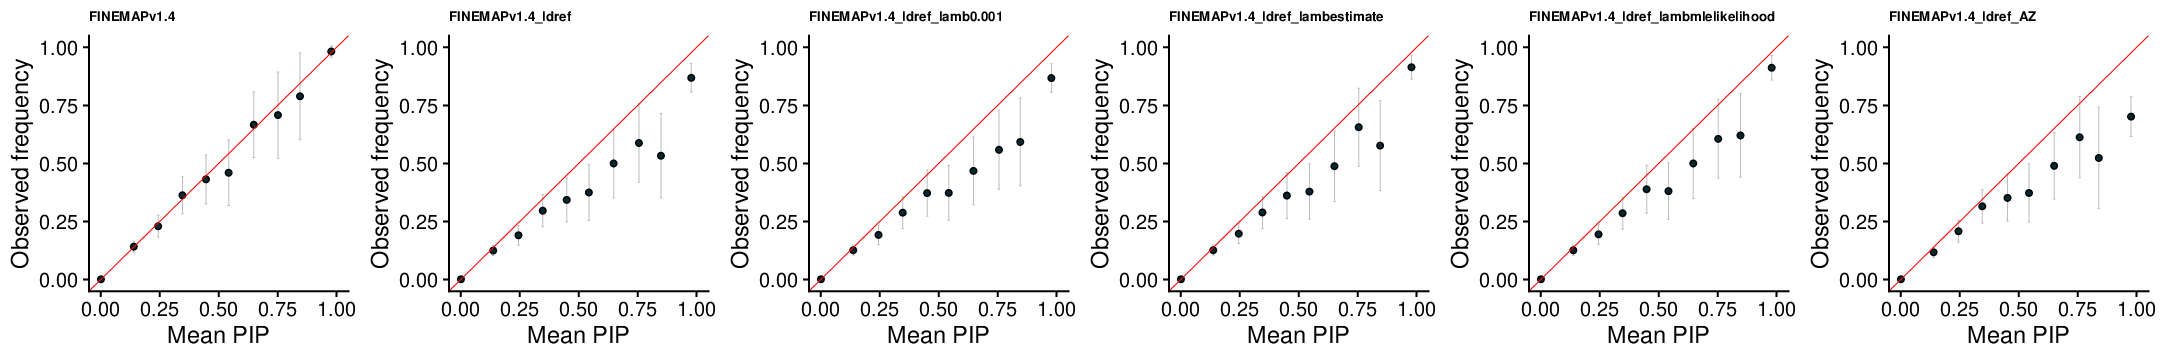 FINEMAPv1.4
Observed frequency
1.00
0.75
0.50
0.25
0.00
0.00 0.25 0.50 0.75 1.00
Mean PIP
FINEMAPv1.4_ldref
Observed frequency
1.00
0.75
0.50
0.25
0.00
0.00 0.25 0.50 0.75 1.00
Mean PIP
FINEMAPv1.4_ldref_lamb0.001
Observed frequency
1.00
0.75
0.50
0.25
0.00
0.00 0.25 0.50 0.75 1.00
Mean PIP
FINEMAPv1.4_ldref_lambestimate
Observed frequency
1.00
0.75
0.50
0.25
0.00
0.00 0.25 0.50 0.75 1.00
Mean PIP
FINEMAPv1.4_ldref_lambmlelikelihood
Observed frequency
1.00
0.75
0.50
0.25
0.00
0.00 0.25 0.50 0.75 1.00
Mean PIP
FINEMAPv1.4_ldref_AZ
Observed frequency
1.00
0.75
0.50
0.25
0.00
0.00 0.25 0.50 0.75 1.00
Mean PIP